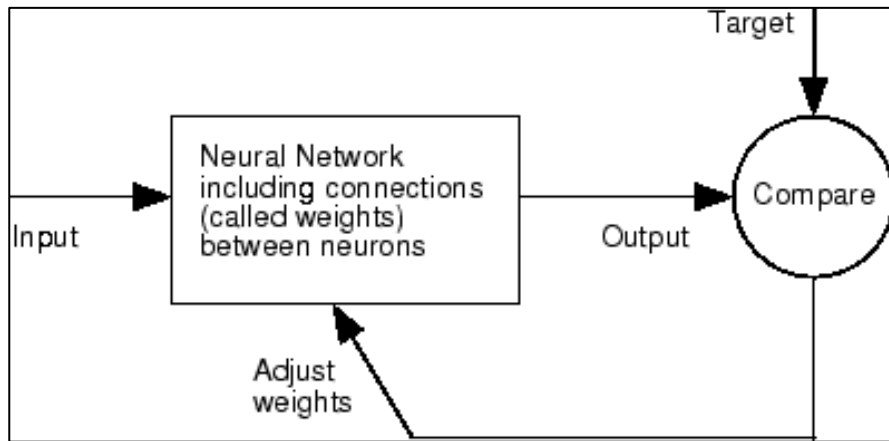 Target
Neural Network
including connections
(called weights)
between neurons
Compare
Input
Output
Adjust
weights